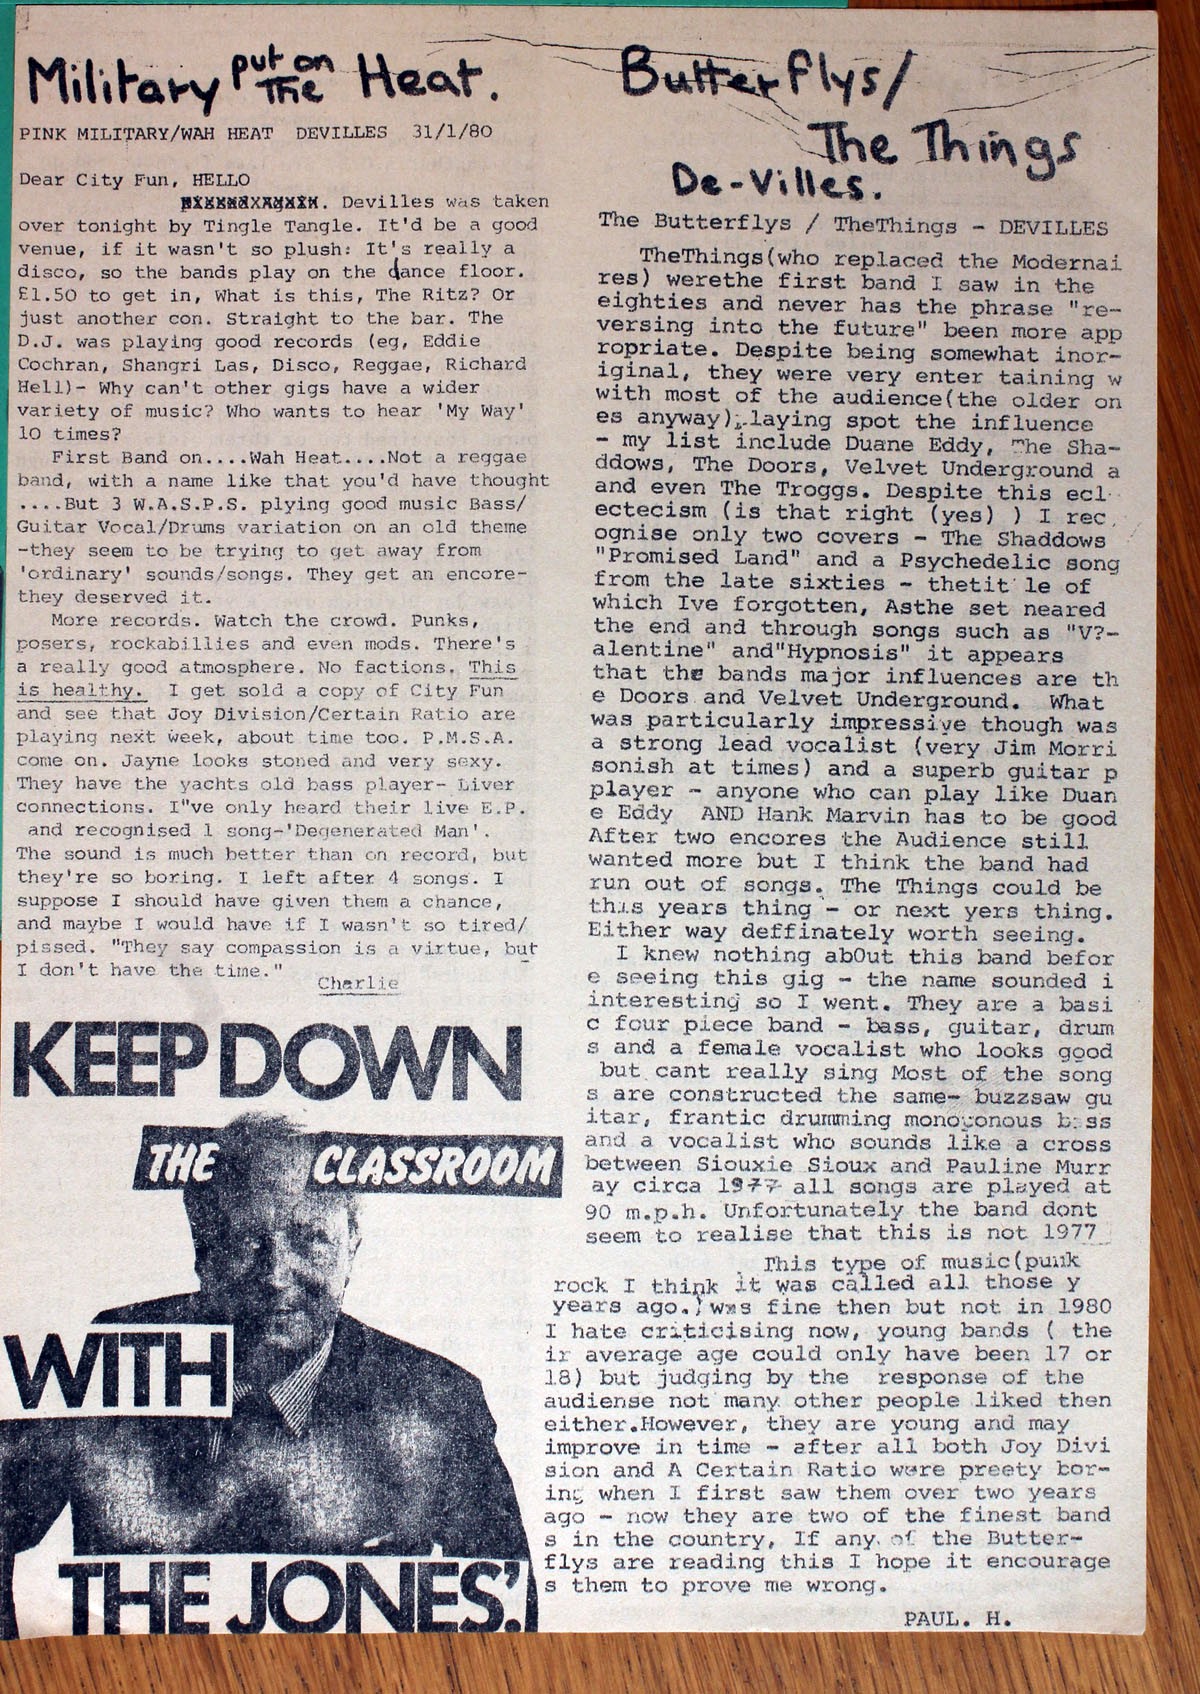 Military put on The Heat.
PINK MILITARY/WAH HEAT DEVILLES 31/1/80
Dear City Fun, HELLO
. Devilles was taken
over tonight by Tingle Tangle. It'd be a good
venue, if it wasn't so plush: It's really a
disco, so the bands play on the dance floor.
£1.50 to get in, What is this, The Ritz? Or
just another con. Straight to the bar. The
D.J. was playing good records (eg, Eddie
Cochran, Shangri Las, Disco, Reggae, Richard
Hell)- Why can't other gigs have a wider
variety of music? Who wants to hear 'My Way'
10 times?
First Band on....Wah Heat....Not a reggae
band, with a name like that you'd have thought
....But 3 W.A.S.P.S. plying good music Bass/
Guitar Vocal/Drums variation on an old theme
-they seem to be trying to get away from
'ordinary' sounds/songs. They get an encore-
they deserved it.
More records. Watch the crowd. Punks,
posers, rockabillies and even mods. There's
a really good atmosphere. No factions. This
is healthy. I get sold a copy of City Fun
and see that Joy Division/Certain Ratio are
playing next week, about time too. P.M.S.A.
come on. Jayne looks stoned and very sexy.
They have the yachts old bass player- Liver
connections. I"ve only heard their live E.P.
and recognised 1 song-'Degenerated Man'.
The sound is much better than on record, but
they're so boring. I left after 4 songs. I
suppose I should have given them a chance,
and maybe I would have if I wasn't so tired/
pissed. "They say compassion is a virtue, but
I don't have the time."
Charlie
KEEP DOWN
THE CLASSROOM
WITH
THE JONES'.
Butterflys/
The Things
De-Villes.
The Butterflys / TheThings - DEVILLES
TheThings(who replaced the Modernai
res) werethe first band I saw in the
eighties and never has the phrase "re-
versing into the future" been more app
ropriate. Despite being somewhat inor-
iginal, they were very enter taining w
with most of the audience(the older on
es anyway) laying spot the influence
- my list include Duane Eddy, The Sha-
ddows, The Doors, Velvet Underground a
and even The Troggs. Despite this ecl
ectecism (is that right (yes) ) I rec
ognise only two covers - The Shaddows
"Promised Land" and a Psychedelic song
from the late sixties - thetit le of
which Ive forgotten, Asthe set neared
the end and through songs such as "V?-
alentine" and"Hypnosis" it appears
that the bands major influences are th
e Doors and Velvet Underground. What
was particularly impressive though was
a strong lead vocalist (very Jim Morri
sonish at times) and a superb guitar p
player - anyone who can play like Duan
e Eddy AND Hank Marvin has to be good
After two encores the Audience still
wanted more but I think the band had
run out of songs. The Things could be
this years thing - or next yers thing.
Either way deffinately worth seeing.
I knew nothing abOut this band befor
e seeing this gig - the name sounded i
interesting so I went. They are a basi
c four piece band - bass, guitar, drum
s and a female vocalist who looks good
but cant really sing Most of the song
s are constructed the same- buzzsaw gu
itar, frantic drumming monotonous bass
and a vocalist who sounds like a cross
between Siouxie Sioux and Pauline Murr
ay circa 1977 all songs are played at
90 m.p.h. Unfortunately the band dont
seem to realise that this is not 1977
This type of music(punk
rock I think it was called all those y
years ago.)was fine then but not in 1980
I hate criticising now, young bands ( the
ir average age could only have been 17 or
18) but judging by the response of the
audiense not many other people liked then
either.However, they are young and may
improve in time - after all both Joy Divi
sion and A Certain Ratio were preety bor-
ing when I first saw them over two years
ago - now they are two of the finest band
s in the country, If any of the Butter-
flys are reading this I hope it encourage
s them to prove me wrong.
PAUL. H.